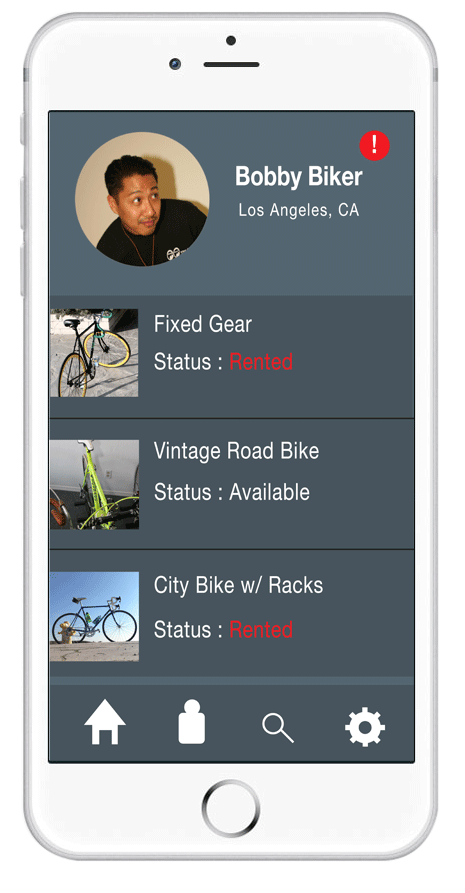 !
Bobby Biker
Los Angeles, CA
Fixed Gear
Status : Rented
Vintage Road Bike
Status : Available
City Bike w/ Racks
Status : Rented